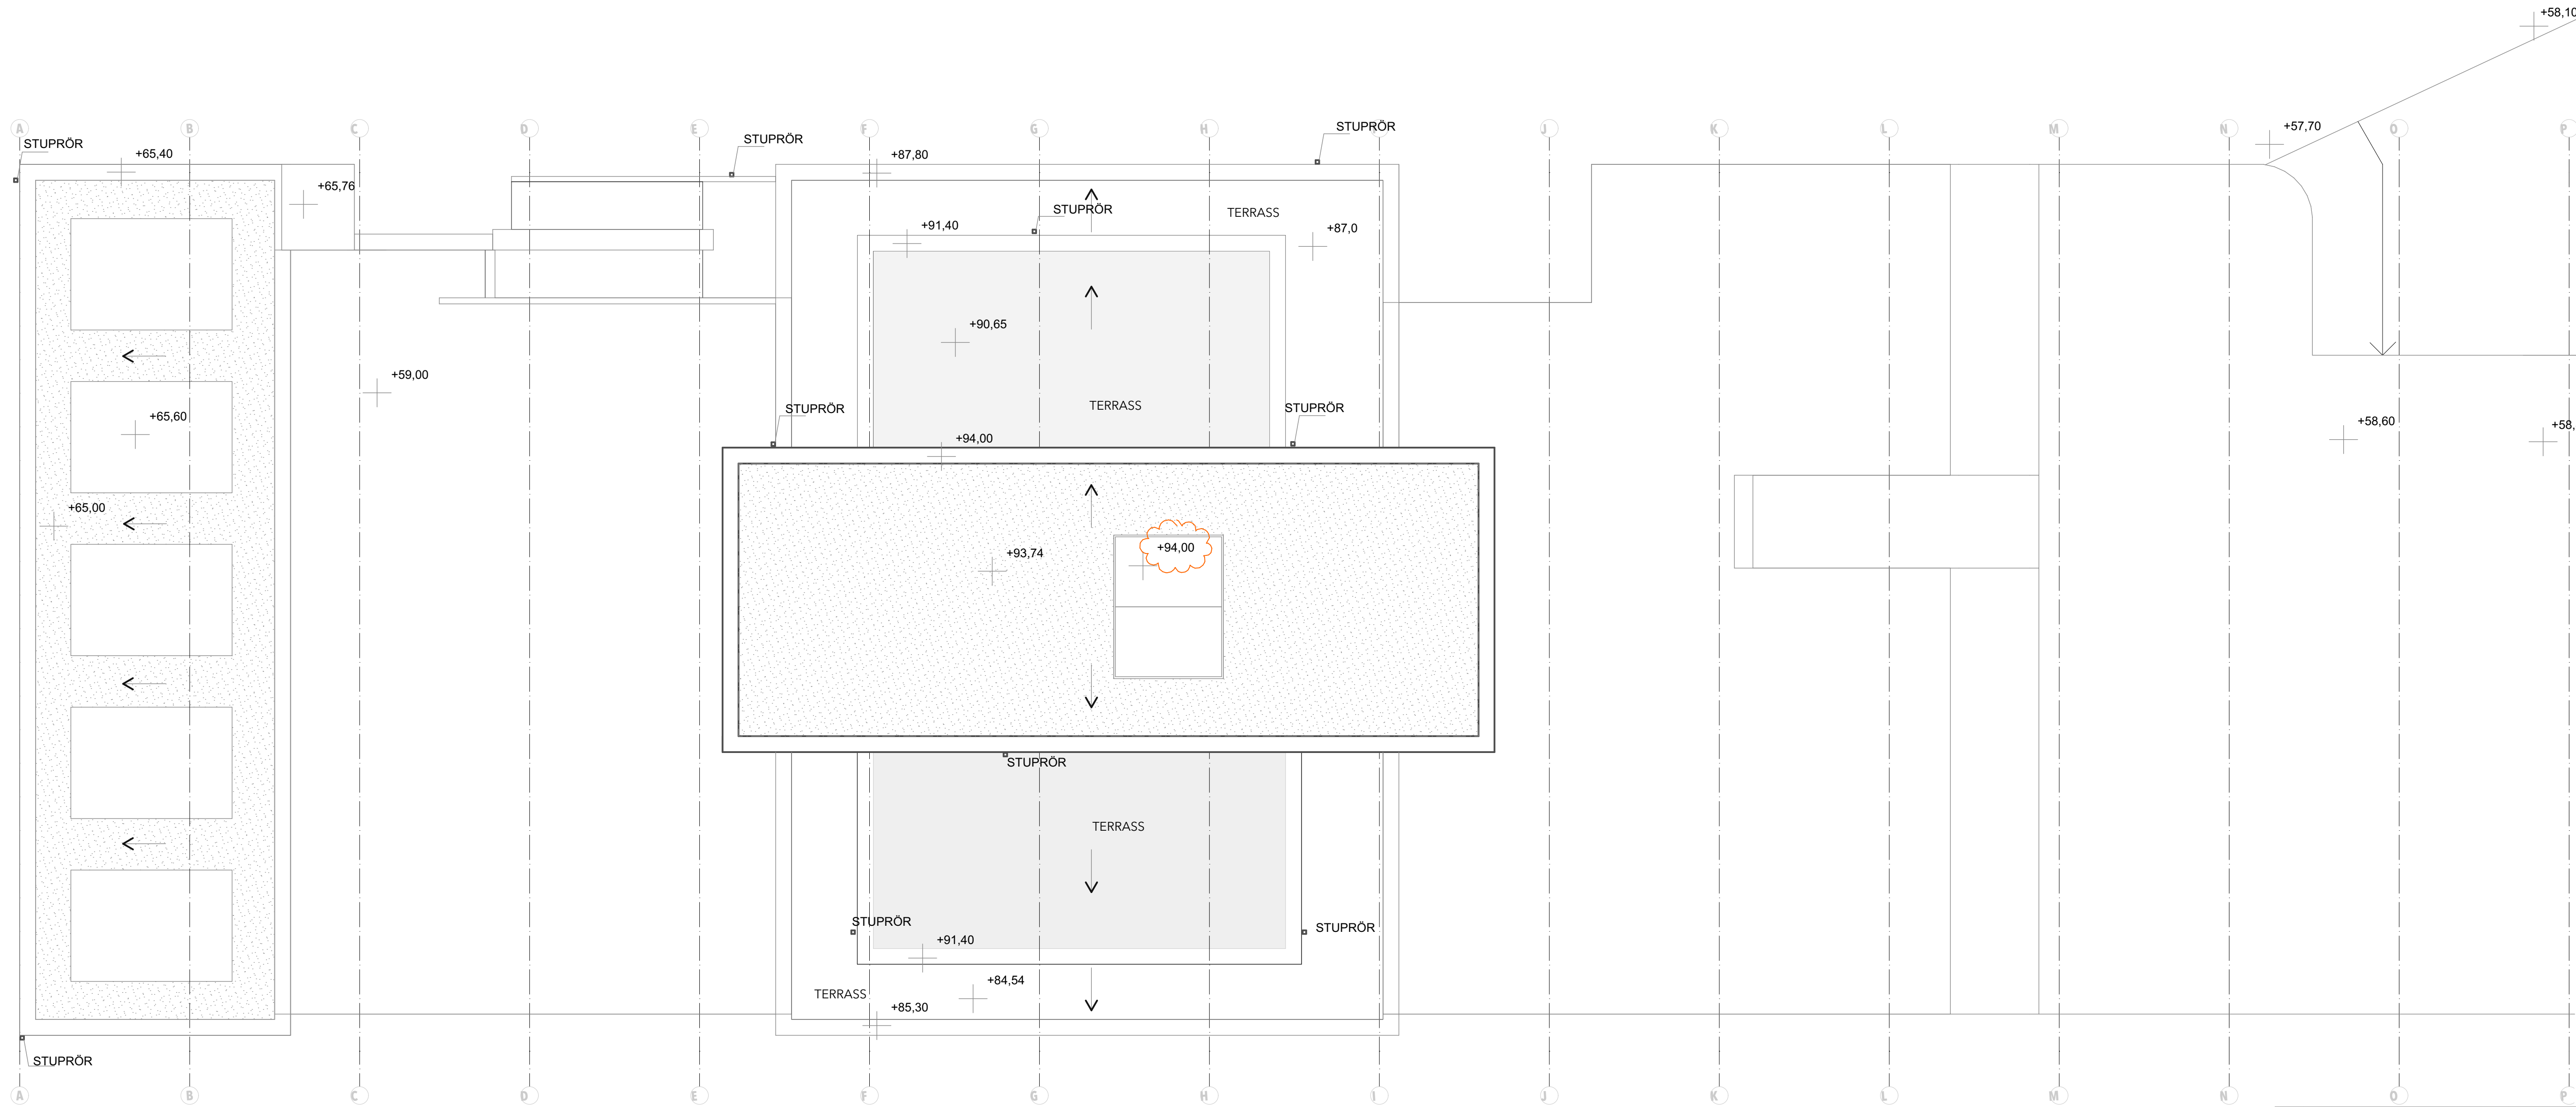 +58,10
A B C D E F G H I J K L M N O P
STUPRÖR
+65,40
STUPRÖR
+87,80
STUPRÖR
+57,70
+65,76
STUPRÖR
TERRASS
+91,40
+87,0
+90,65
+59,00
TERRASS
+65,60
STUPRÖR
STUPRÖR
+58,60
+58,
+94,00
+65,00
+93,74
+94,00
STUPRÖR
TERRASS
STUPRÖR
STUPRÖR
+91,40
+84,54
TERRASS
+85,30
STUPRÖR
A B C D E F G H I J K L M N O P